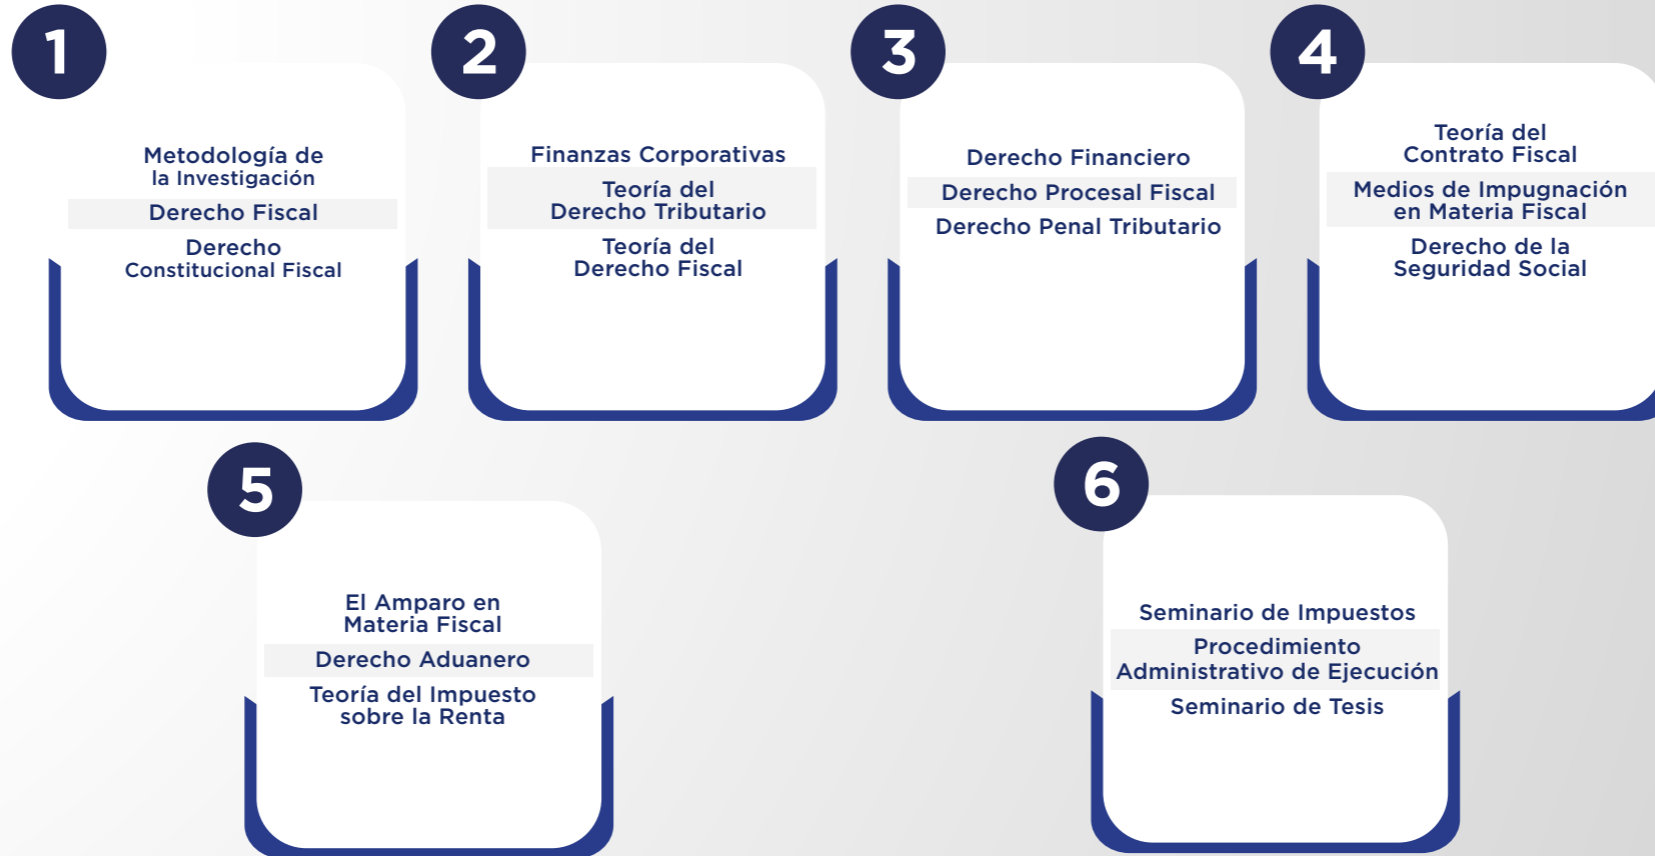 1
Metodología de
la Investigación
Derecho Fiscal
Derecho
Constitucional Fiscal
2
Finanzas Corporativas
Teoría del
Derecho Tributario
Teoría del
Derecho Fiscal
3
Derecho Financiero
Derecho Procesal Fiscal
Derecho Penal Tributario
4
Teoría del
Contrato Fiscal
Medios de Impugnación
en Materia Fiscal
Derecho de la
Seguridad Social
5
El Amparo en
Materia Fiscal
Derecho Aduanero
Teoría del Impuesto
sobre la Renta
6
Seminario de Impuestos
Procedimiento
Administrativo de Ejecución
Seminario de Tesis